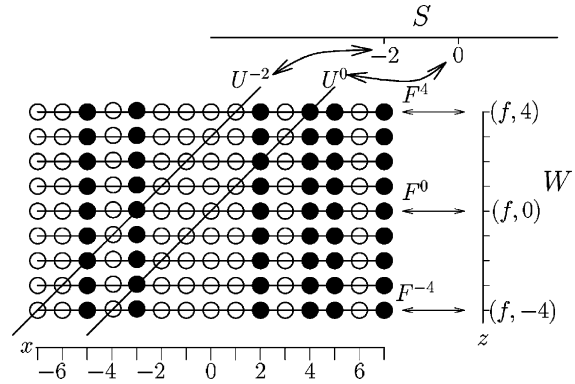 S
-2 0
U^{-2} U^0
F^4 (f, 4)
W
F^0 (f, 0)
F^{-4} (f, -4)
x z
-6 -4 -2 0 2 4 6